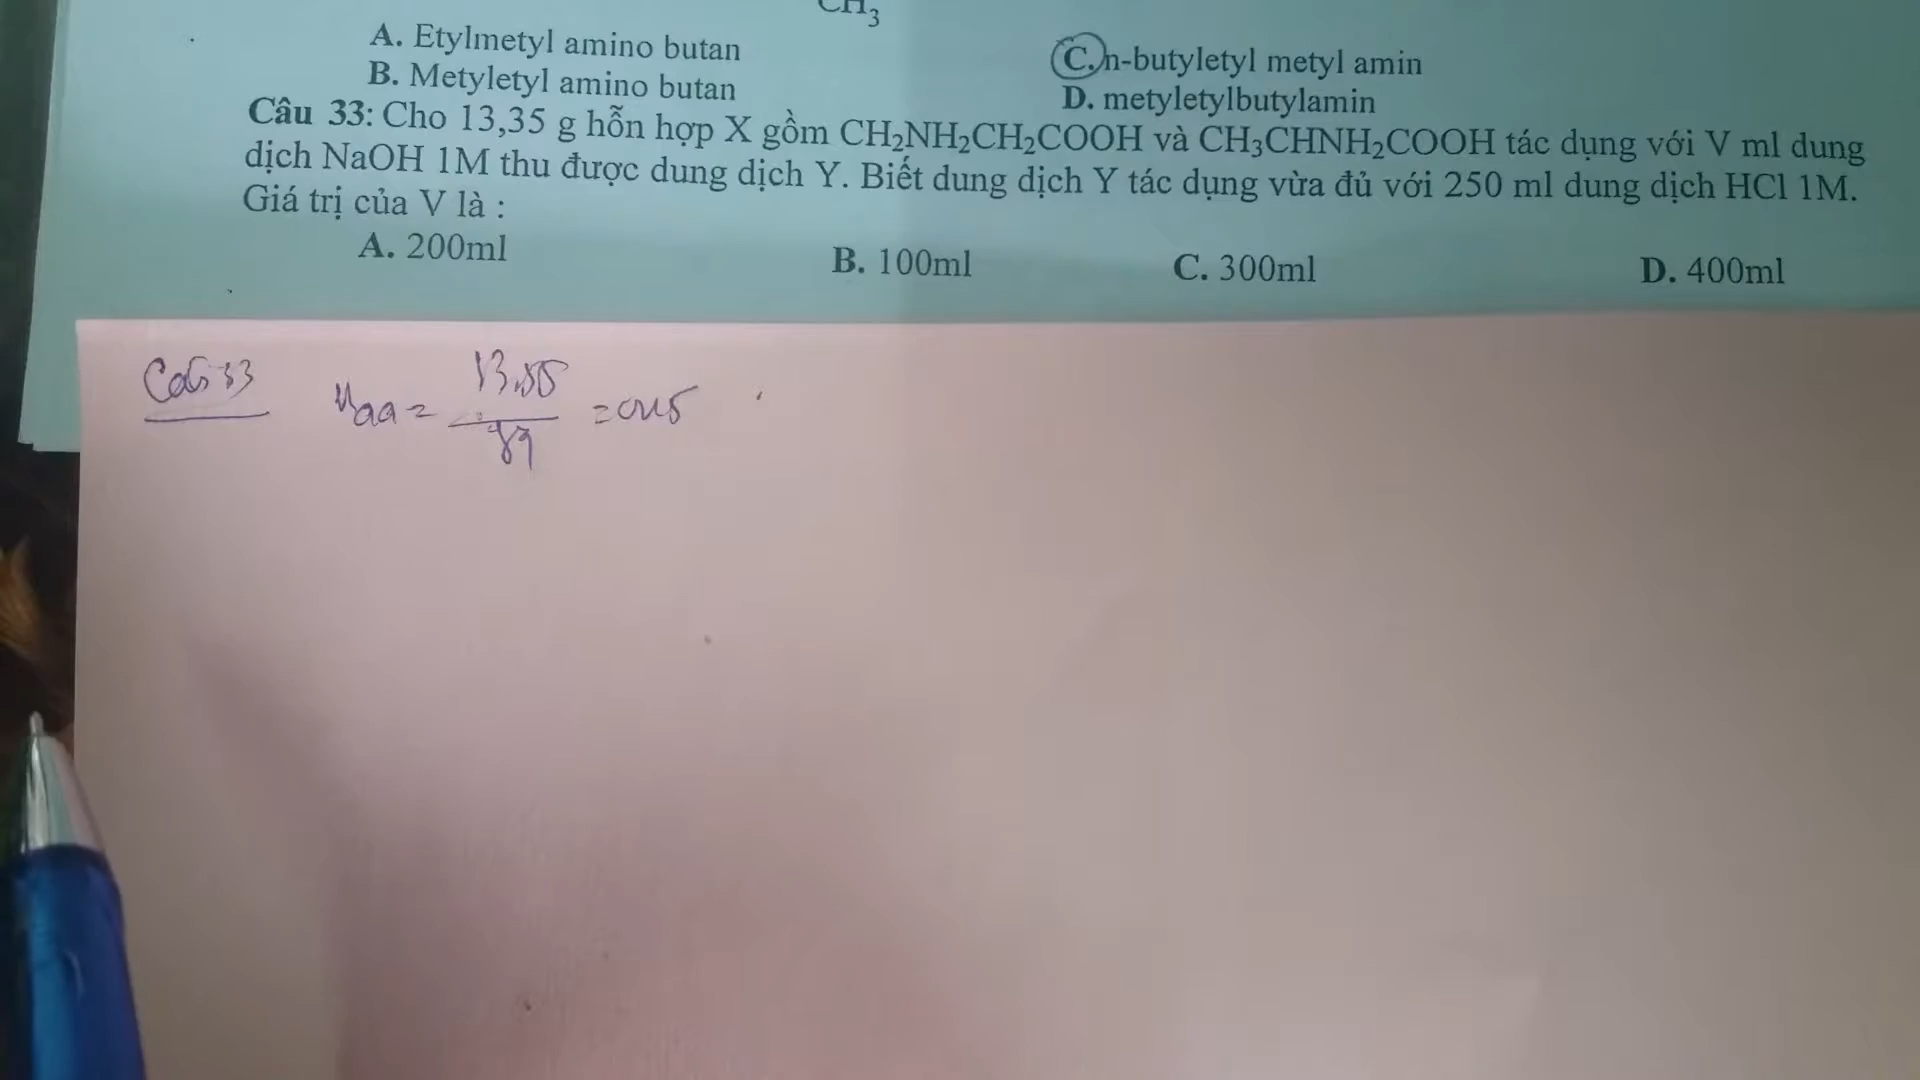 CH₃
A. Etylmetyl amino butan
C. n-butyletyl metyl amin
B. Metyletyl amino butan
D. metyletylbutylamin
Câu 33: Cho 13,35 g hỗn hợp X gồm CH₂NH₂CH₂COOH và CH₃CHNH₂COOH tác dụng với V ml dung
dịch NaOH 1M thu được dung dịch Y. Biết dung dịch Y tác dụng vừa đủ với 250 ml dung dịch HCl 1M.
Giá trị của V là :
A. 200ml B. 100ml C. 300ml D. 400ml
Câu 33
naa = 13,35 / 89 = 0,15